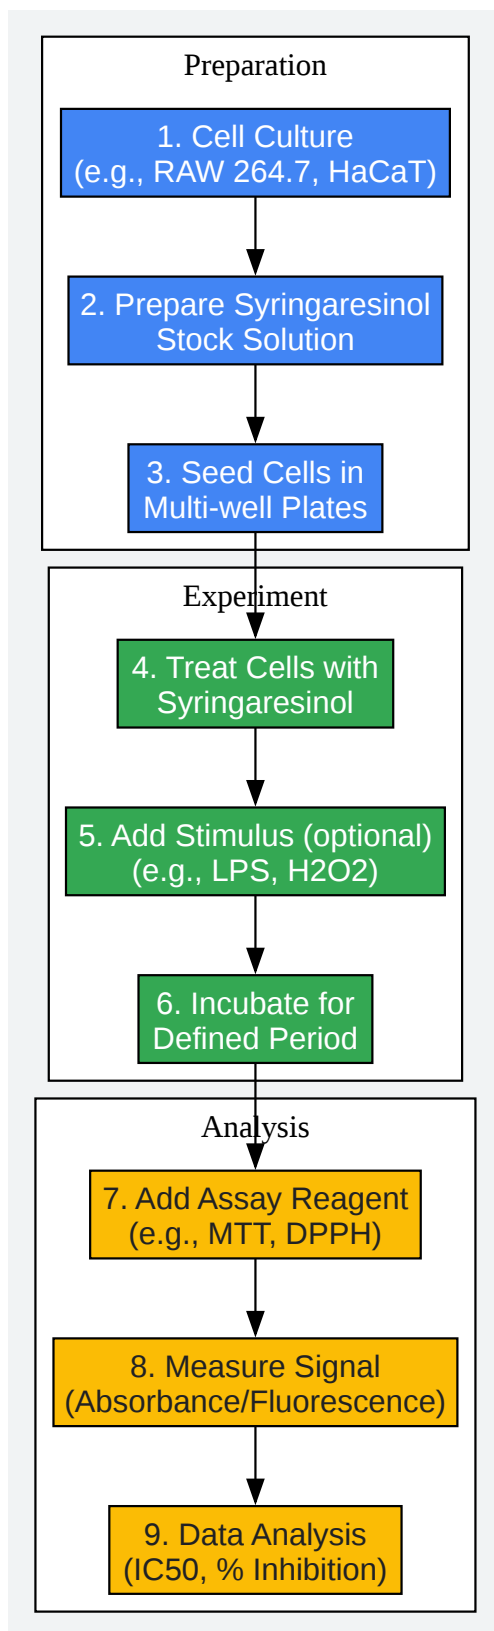 Preparation
1. Cell Culture
(e.g., RAW 264.7, HaCaT)
2. Prepare Syringaresinol
Stock Solution
3. Seed Cells in
Multi-well Plates
Experiment
4. Treat Cells with
Syringaresinol
5. Add Stimulus (optional)
(e.g., LPS, H2O2)
6. Incubate for
Defined Period
Analysis
7. Add Assay Reagent
(e.g., MTT, DPPH)
8. Measure Signal
(Absorbance/Fluorescence)
9. Data Analysis
(IC50, % Inhibition)